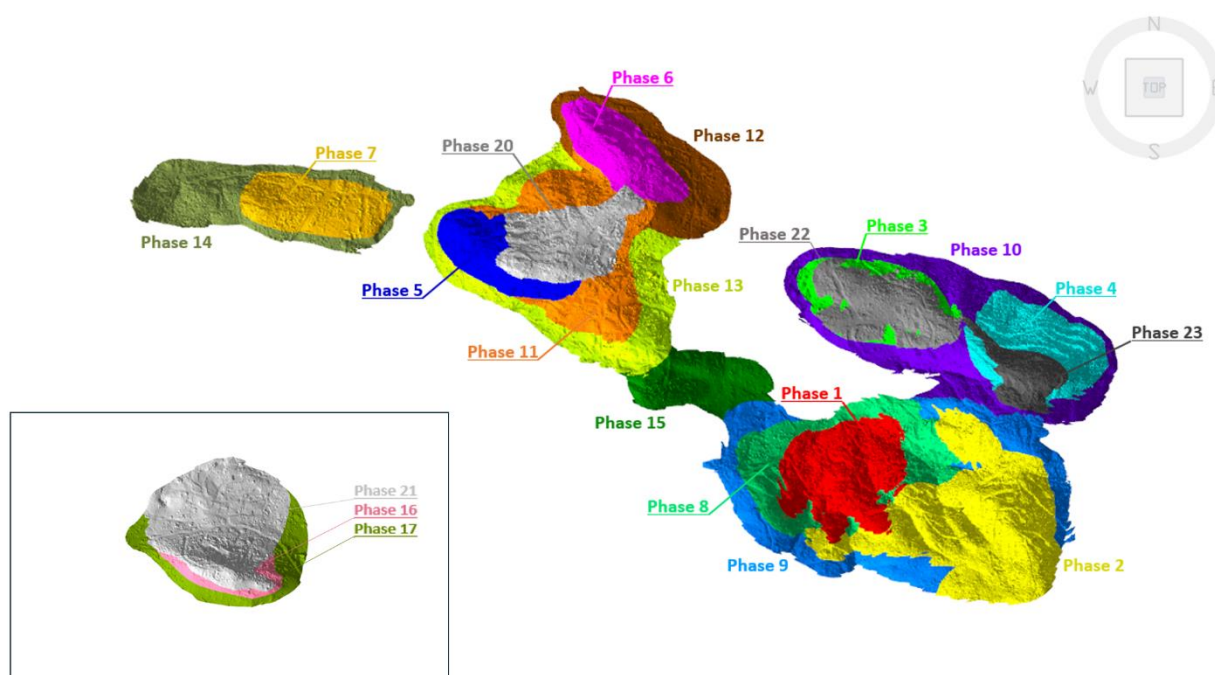 N
Phase 6
Phase 12
Phase 20
Phase 7
W
TOP
E
S
Phase 14
Phase 22
Phase 3
Phase 10
Phase 5
Phase 13
Phase 4
Phase 23
Phase 11
Phase 1
Phase 15
Phase 21
Phase 16
Phase 17
Phase 8
Phase 9
Phase 2